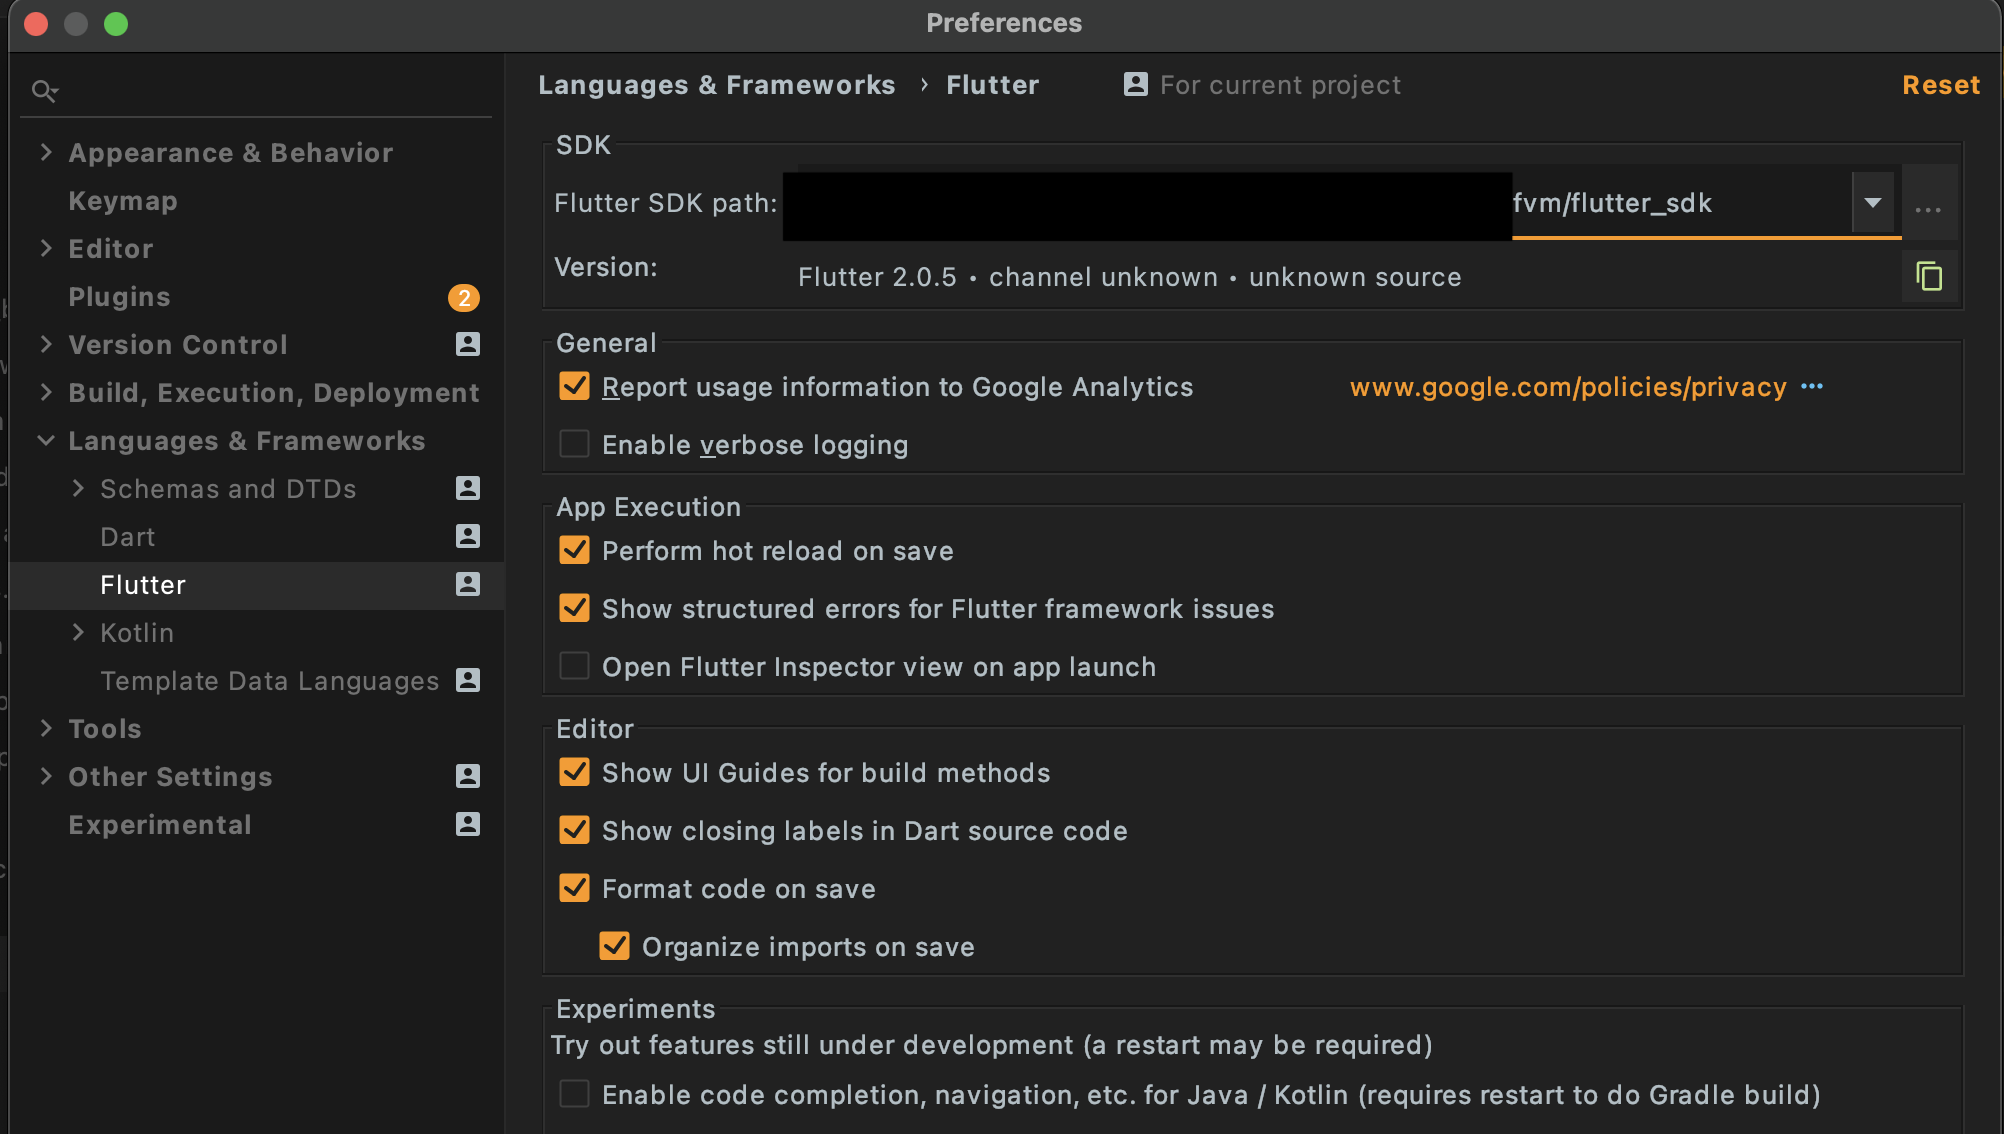 Preferences
Appearance & Behavior
Keymap
Editor
Plugins 2
Version Control
Build, Execution, Deployment
Languages & Frameworks
Schemas and DTDs
Dart
Flutter
Kotlin
Template Data Languages
Tools
Other Settings
Experimental
Languages & Frameworks › Flutter For current project Reset
SDK
Flutter SDK path: fvm/flutter_sdk ...
Version: Flutter 2.0.5 • channel unknown • unknown source
General
Report usage information to Google Analytics www.google.com/policies/privacy ...
Enable verbose logging
App Execution
Perform hot reload on save
Show structured errors for Flutter framework issues
Open Flutter Inspector view on app launch
Editor
Show UI Guides for build methods
Show closing labels in Dart source code
Format code on save
Organize imports on save
Experiments
Try out features still under development (a restart may be required)
Enable code completion, navigation, etc. for Java / Kotlin (requires restart to do Gradle build)